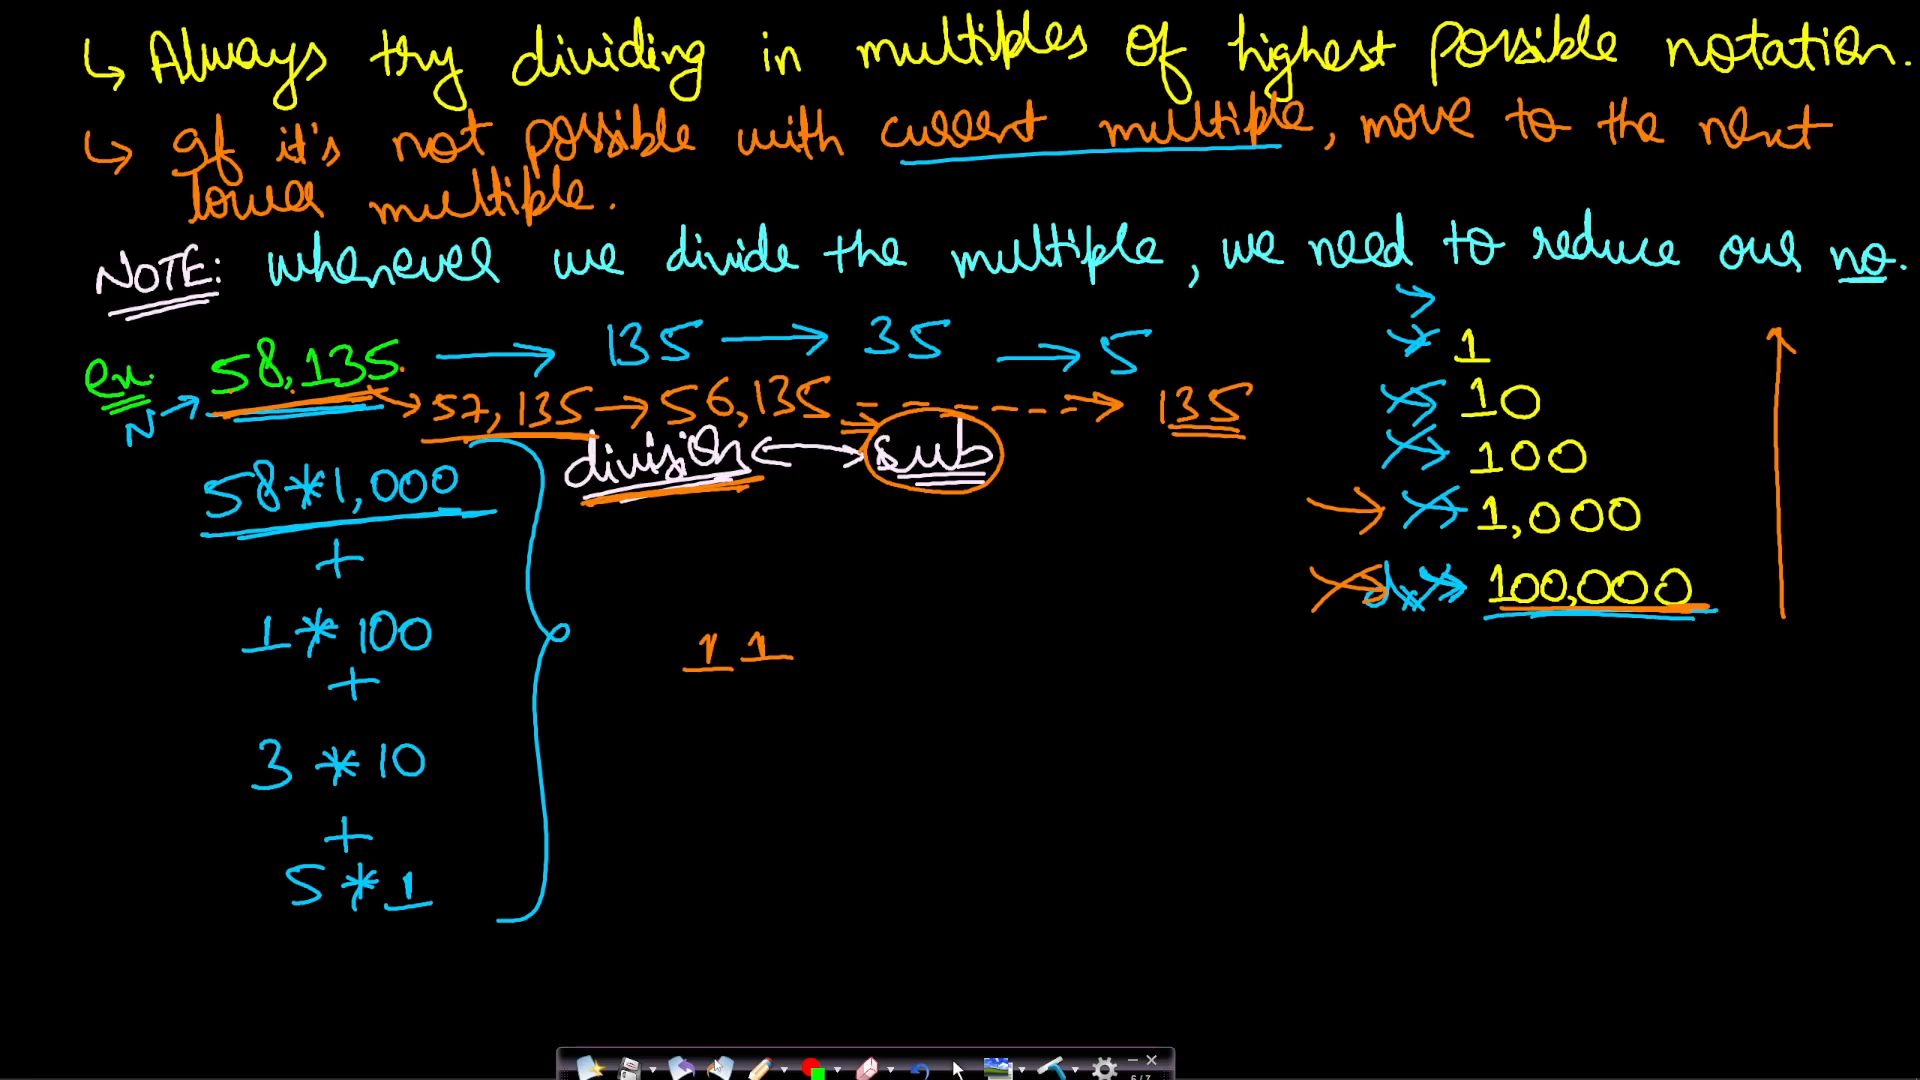 ↳ Always try dividing in multiples of highest possible notation.
↳ If it's not possible with current multiple, move to the next
lower multiple.
NOTE: whenever we divide the multiple, we need to reduce our no.
ex. 58,135 → 135 → 35 → 5
N → 57,135 → 56,135 ------→ 135
division ↔ sub
58*1,000
+
1*100
+
3*10
+
5*1
1 1
1
10
100
1,000
100,000
6/7